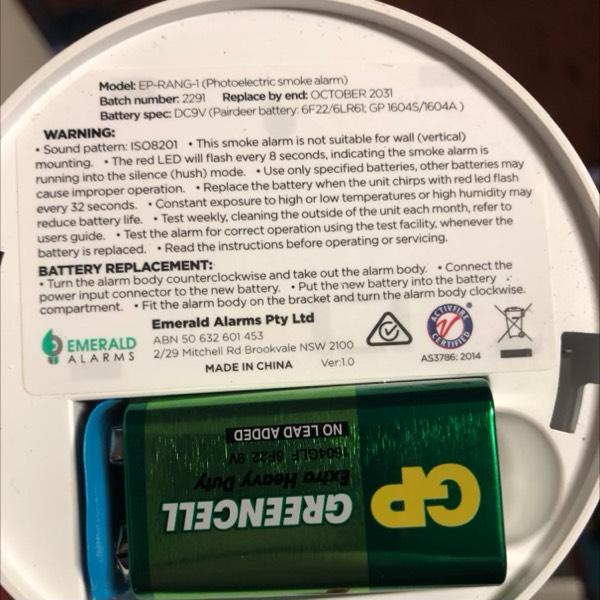 Model: EP-RANG-1 (Photoelectric smoke alarm)
Batch number: 2291 Replace by end: OCTOBER 2031
Battery spec: DC9V (Pairdeer battery: 6F22/6LR61; GP 1604S/1604A )
WARNING:
• Sound pattern: ISO8201 • This smoke alarm is not suitable for wall (vertical)
mounting. • The red LED will flash every 8 seconds, indicating the smoke alarm is
running into the silence (hush) mode. • Use only specified batteries, other batteries may
cause improper operation. • Replace the battery when the unit chirps with red led flash
every 32 seconds. • Constant exposure to high or low temperatures or high humidity may
reduce battery life. • Test weekly, cleaning the outside of the unit each month, refer to
users guide. • Test the alarm for correct operation using the test facility, whenever the
battery is replaced. • Read the instructions before operating or servicing.
BATTERY REPLACEMENT:
• Turn the alarm body counterclockwise and take out the alarm body. • Connect the
power input connector to the new battery. • Put the new battery into the battery
compartment. • Fit the alarm body on the bracket and turn the alarm body clockwise.
EMERALD
ALARMS
Emerald Alarms Pty Ltd
ABN 50 632 601 453
2/29 Mitchell Rd Brookvale NSW 2100
MADE IN CHINA Ver:1.0
ACTIVFIRE
CERTIFIED
AS3786: 2014
GP
GREENCELL
Extra Heavy Duty
1604GLF 6F22 9V
NO LEAD ADDED